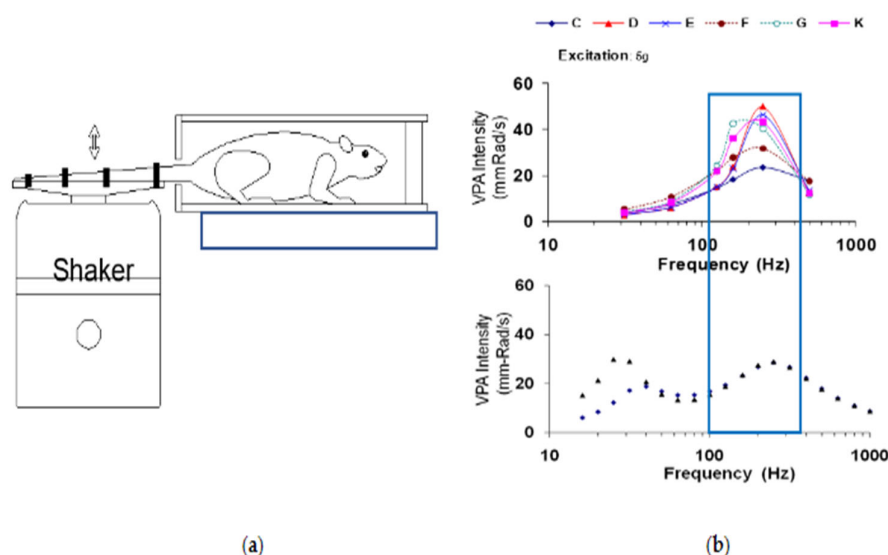 C D E F G K
Excitation: 5g
60
40
20
0
VPA Intensity
(mmRad/s)
10 100 1000
Frequency (Hz)
Shaker
60
40
20
0
VPA Intensity
(mm-Rad/s)
10 100 1000
Frequency (Hz)
(a) (b)